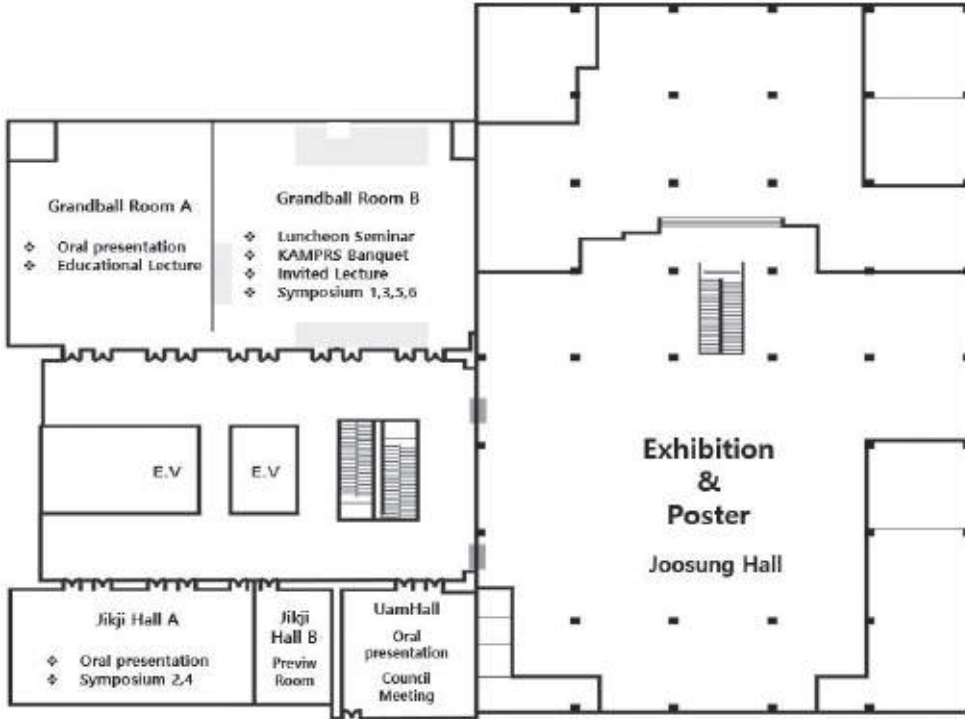 Grandball Room A
❖ Oral presentation
❖ Educational Lecture
Grandball Room B
❖ Luncheon Seminar
❖ KAMPRS Banquet
❖ Invited Lecture
❖ Symposium 1,3,5,6
E.V
E.V
Exhibition
&
Poster
Joosung Hall
Jikji Hall A
❖ Oral presentation
❖ Symposium 2,4
Jikji
Hall B
Previw
Room
UamHall
Oral
presentation
Council
Meeting